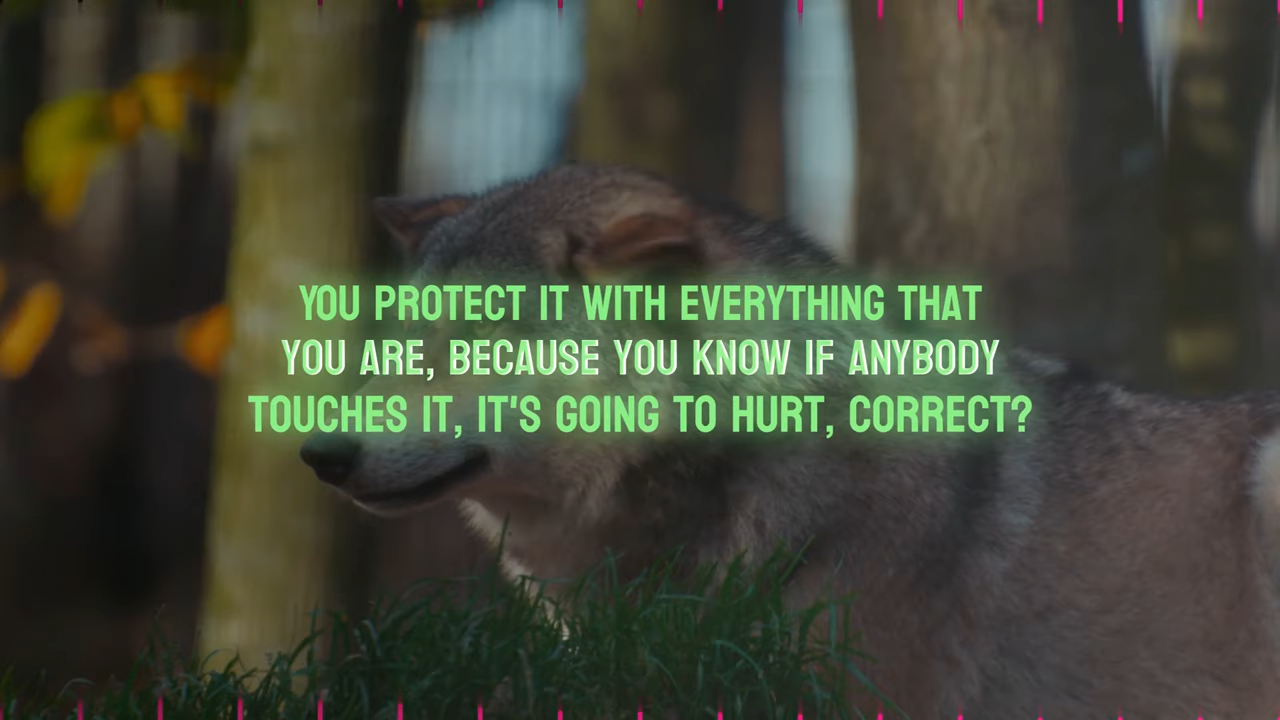 YOU PROTECT IT WITH EVERYTHING THAT
YOU ARE, BECAUSE YOU KNOW IF ANYBODY
TOUCHES IT, IT'S GOING TO HURT, CORRECT?